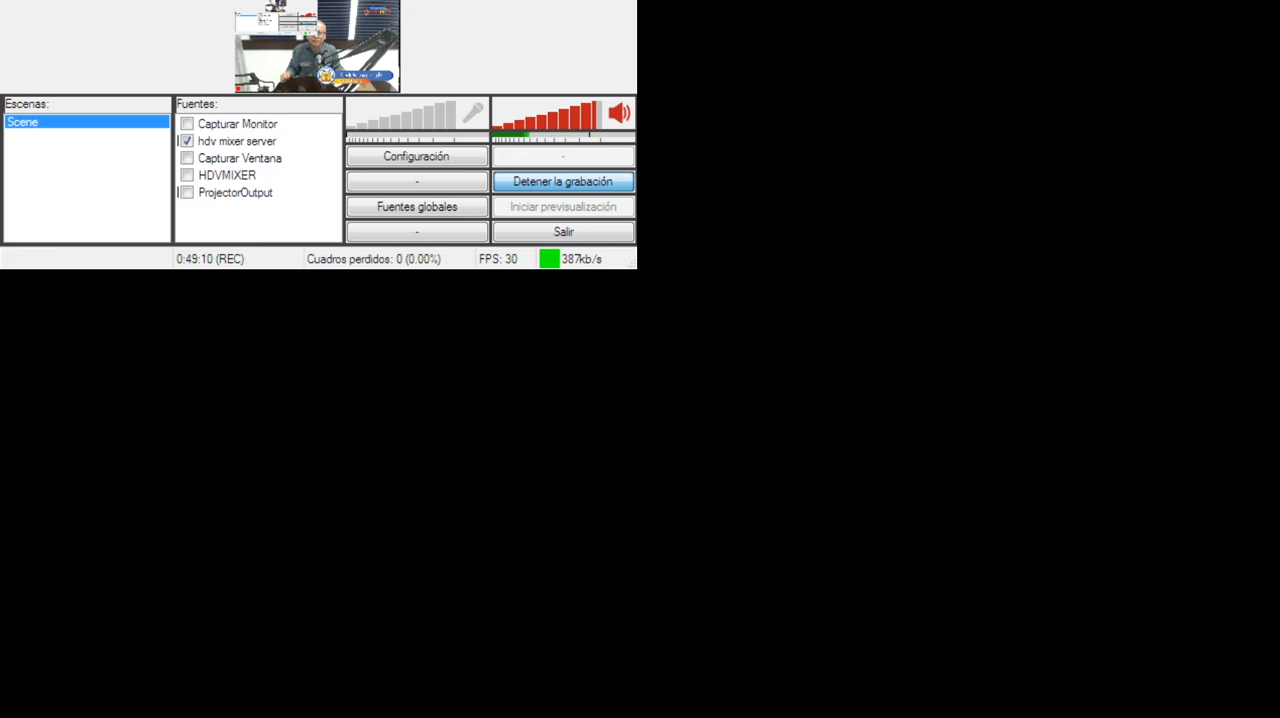 Escenas:
Scene
Fuentes:
Capturar Monitor
hdv mixer server
Capturar Ventana
HDVMIXER
ProjectorOutput
Configuración
-
Fuentes globales
-
-
Detener la grabación
Iniciar previsualización
Salir
0:49:10 (REC)
Cuadros perdidos: 0 (0.00%)
FPS: 30
387kb/s